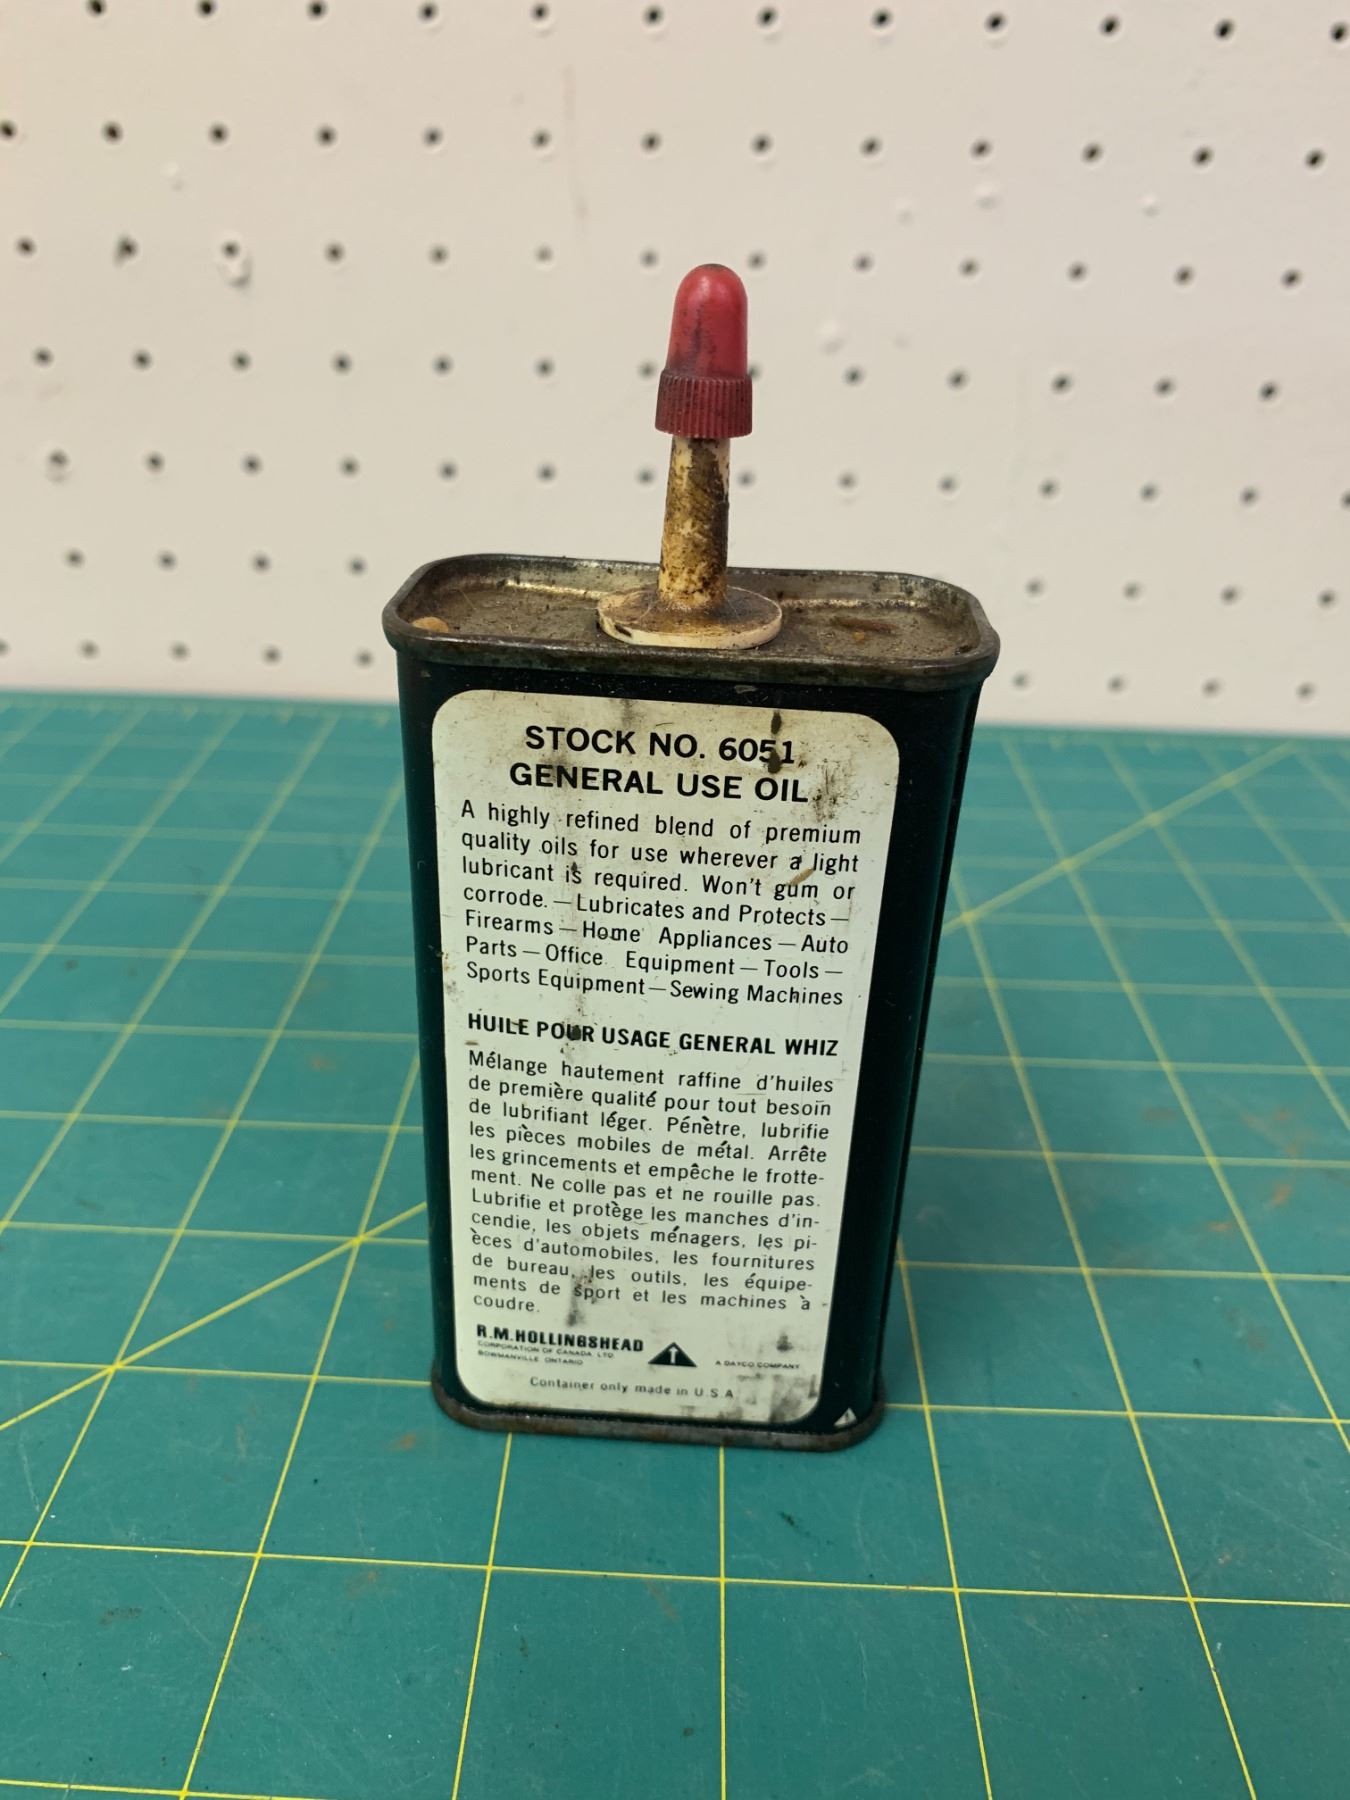 STOCK NO. 6051
GENERAL USE OIL
A highly refined blend of premium
quality oils for use wherever a light
lubricant is required. Won't gum or
corrode. — Lubricates and Protects —
Firearms — Home Appliances — Auto
Parts — Office Equipment — Tools —
Sports Equipment — Sewing Machines
HUILE POUR USAGE GENERAL WHIZ
Mélange hautement raffine d'huiles
de première qualité pour tout besoin
de lubrifiant léger. Pénètre, lubrifie
les pièces mobiles de métal. Arrête
les grincements et empêche le frotte-
ment. Ne colle pas et ne rouille pas.
Lubrifie et protège les manches d'in-
cendie, les objets ménagers, les pi-
èces d'automobiles, les fournitures
de bureau, les outils, les équipe-
ments de sport et les machines à
coudre.
R.M. HOLLINGSHEAD
CORPORATION OF CANADA LTD.
BOWMANVILLE ONTARIO
A DAYCO COMPANY
Container only made in U.S.A